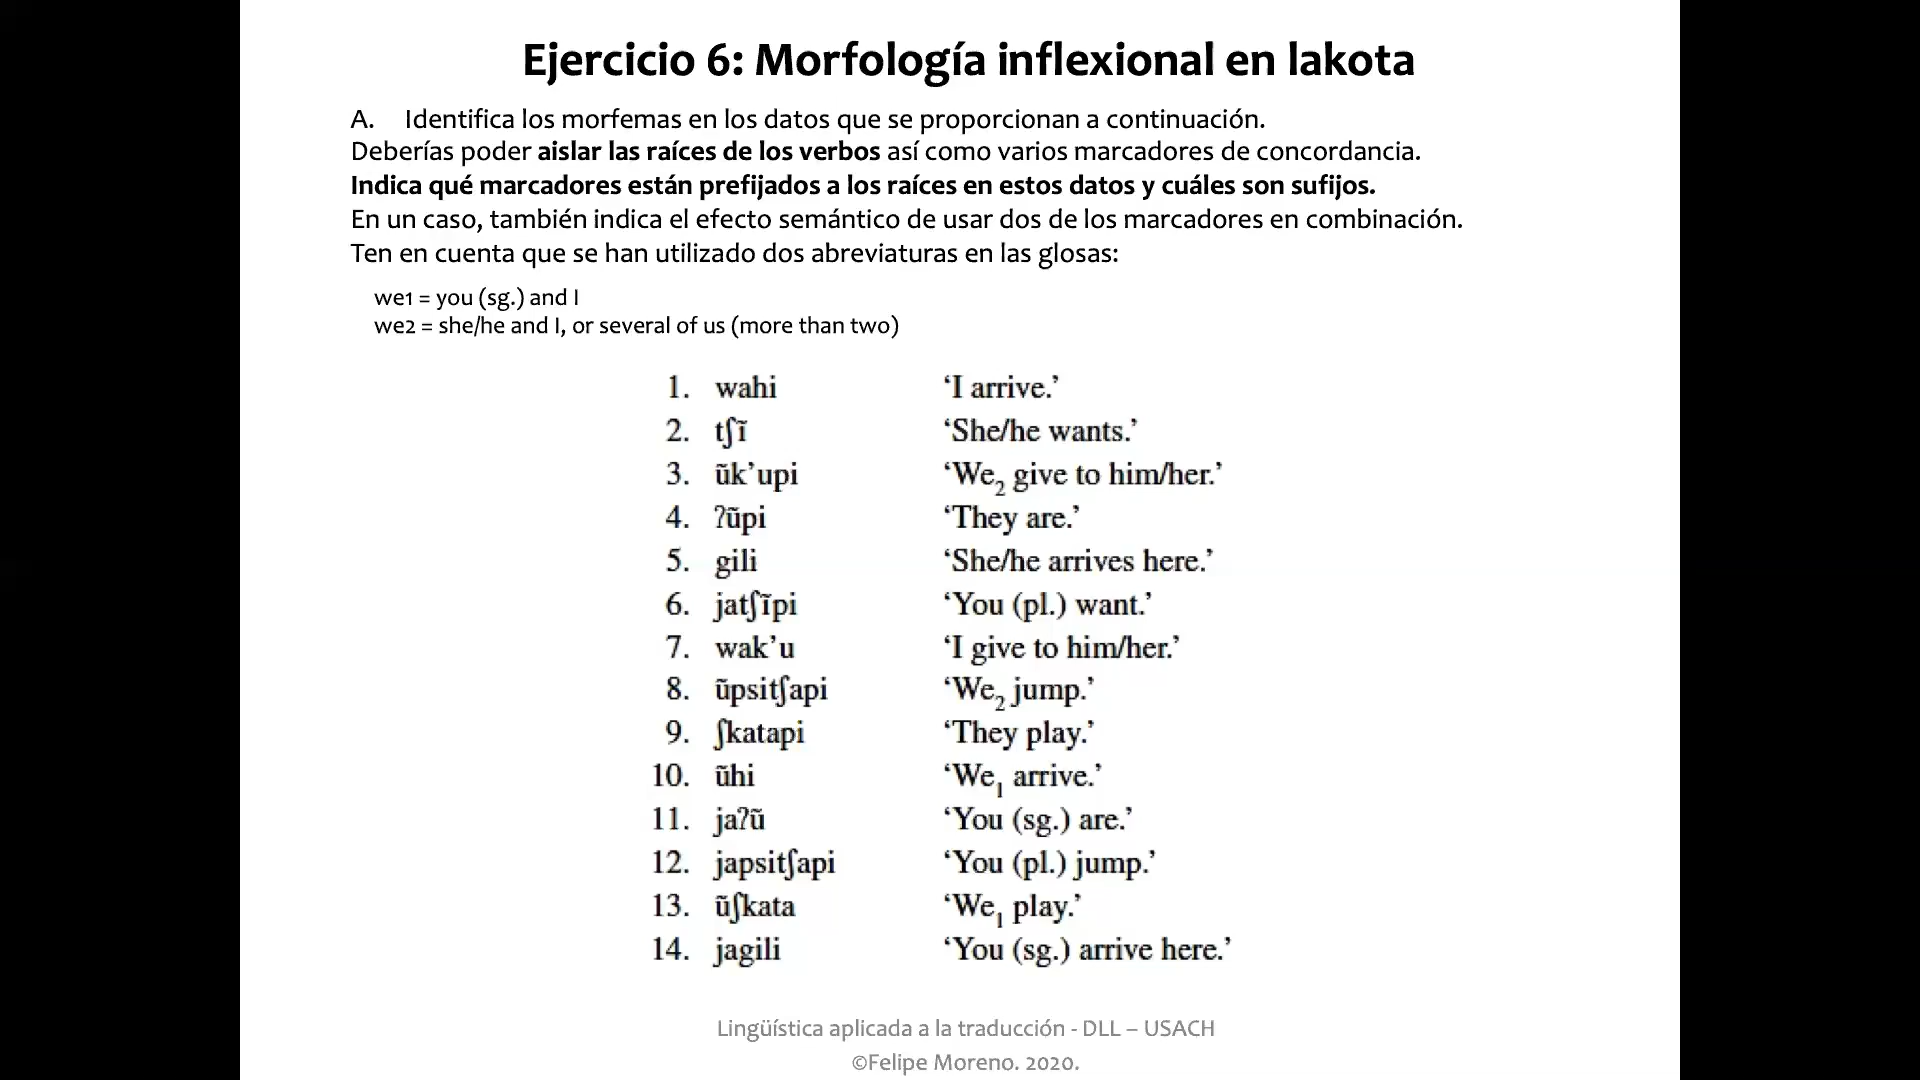 Ejercicio 6: Morfología inflexional en lakota
A. Identifica los morfemas en los datos que se proporcionan a continuación.
Deberías poder aislar las raíces de los verbos así como varios marcadores de concordancia.
Indica qué marcadores están prefijados a los raíces en estos datos y cuáles son sufijos.
En un caso, también indica el efecto semántico de usar dos de los marcadores en combinación.
Ten en cuenta que se han utilizado dos abreviaturas en las glosas:
we1 = you (sg.) and I
we2 = she/he and I, or several of us (more than two)
1. wahi ‘I arrive.’
2. tʃĩ ‘She/he wants.’
3. ũk’upi ‘We₂ give to him/her.’
4. ʔũpi ‘They are.’
5. gili ‘She/he arrives here.’
6. jatʃĩpi ‘You (pl.) want.’
7. wak’u ‘I give to him/her.’
8. ũpsitʃapi ‘We₂ jump.’
9. ʃkatapi ‘They play.’
10. ũhi ‘We₁ arrive.’
11. jaʔũ ‘You (sg.) are.’
12. japsitʃapi ‘You (pl.) jump.’
13. ũʃkata ‘We₁ play.’
14. jagili ‘You (sg.) arrive here.’
Lingüística aplicada a la traducción - DLL – USACH
©Felipe Moreno. 2020.